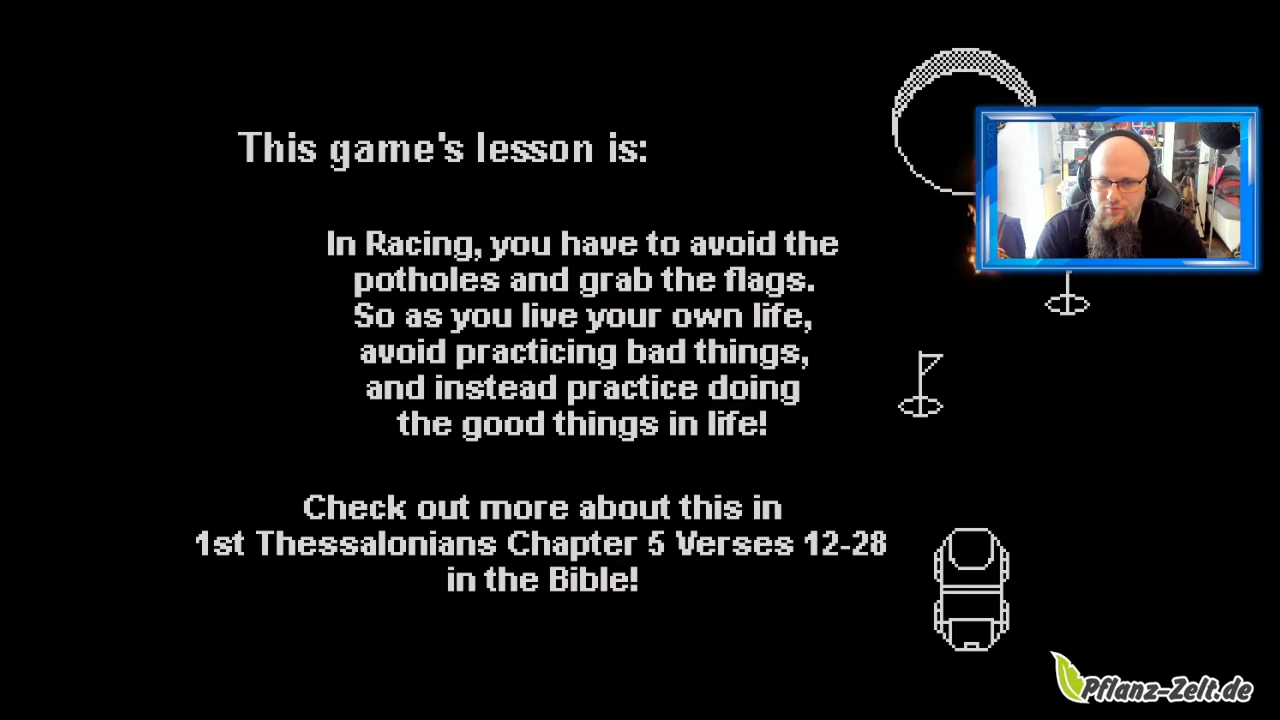 This game's lesson is:
In Racing, you have to avoid the
potholes and grab the flags.
So as you live your own life,
avoid practicing bad things,
and instead practice doing
the good things in life!
Check out more about this in
1st Thessalonians Chapter 5 Verses 12-28
in the Bible!
Pflanz-Zelt.de